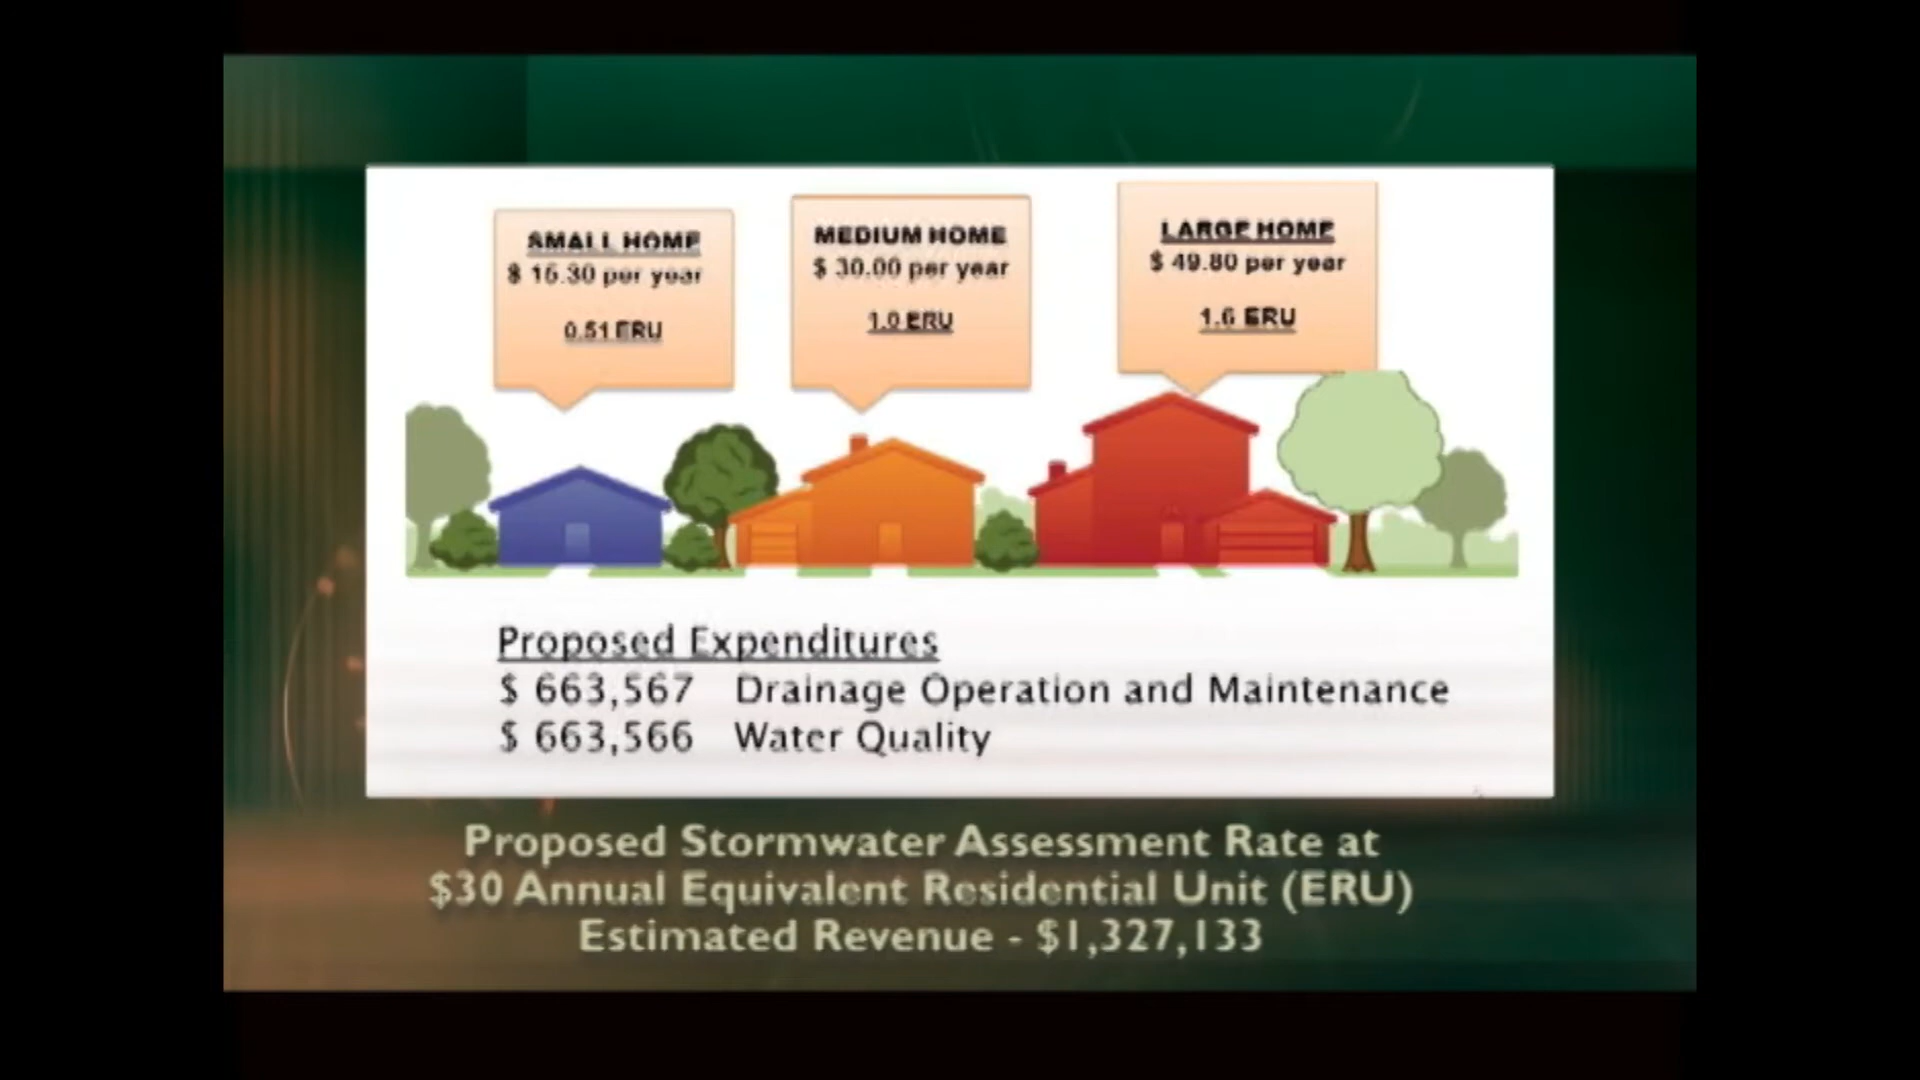 SMALL HOME
$ 15.30 per year
0.51 ERU
MEDIUM HOME
$ 30.00 per year
1.0 ERU
LARGE HOME
$ 49.80 per year
1.6 ERU
Proposed Expenditures
$ 663,567 Drainage Operation and Maintenance
$ 663,566 Water Quality
Proposed Stormwater Assessment Rate at
$30 Annual Equivalent Residential Unit (ERU)
Estimated Revenue - $1,327,133